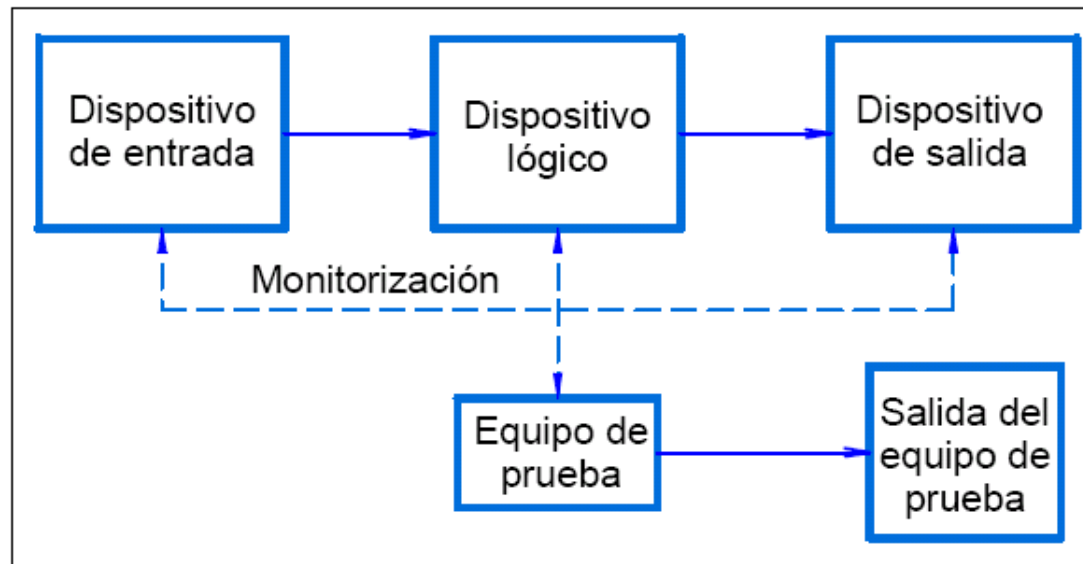 Dispositivo
de entrada
Dispositivo
lógico
Dispositivo
de salida
Monitorización
Equipo de
prueba
Salida del
equipo de
prueba